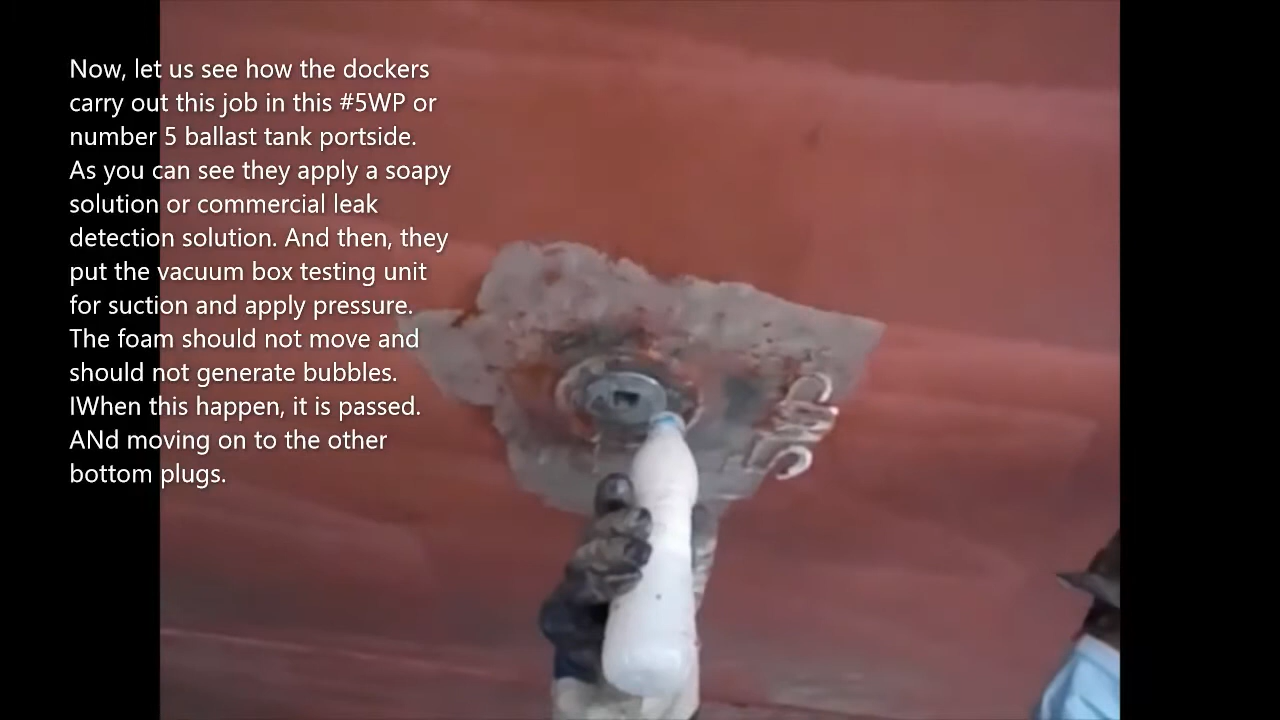 Now, let us see how the dockers
carry out this job in this #5WP or
number 5 ballast tank portside.
As you can see they apply a soapy
solution or commercial leak
detection solution. And then, they
put the vacuum box testing unit
for suction and apply pressure.
The foam should not move and
should not generate bubbles.
IWhen this happen, it is passed.
ANd moving on to the other
bottom plugs.